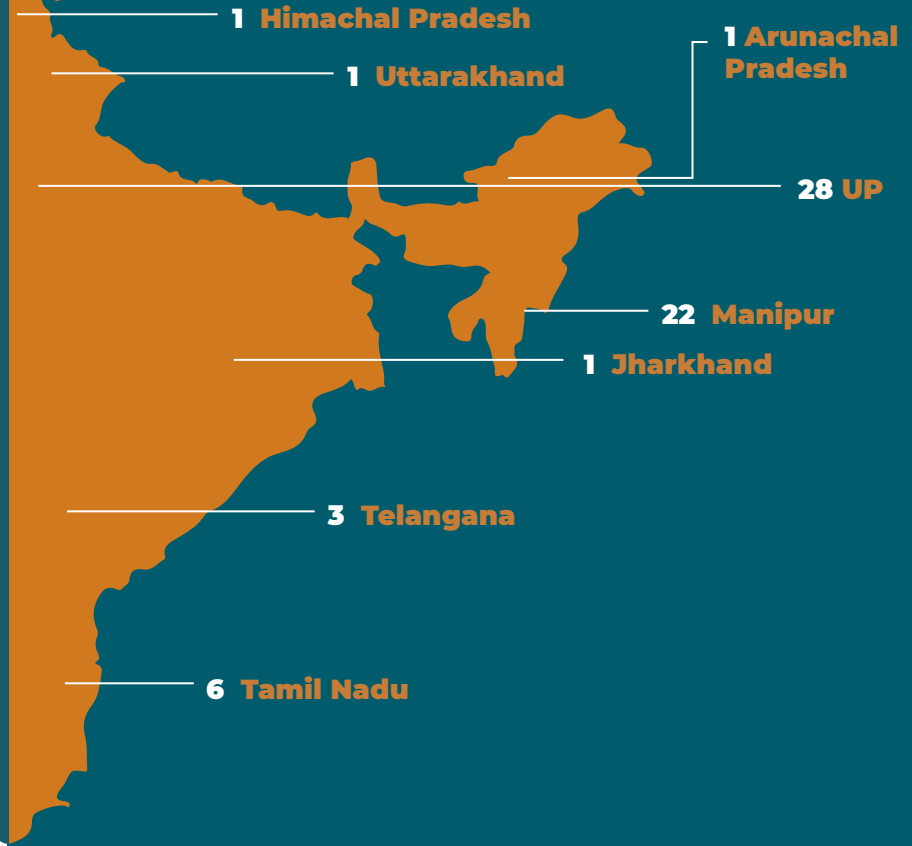 1 Himachal Pradesh
1 Arunachal
Pradesh
1 Uttarakhand
28 UP
22 Manipur
1 Jharkhand
3 Telangana
6 Tamil Nadu